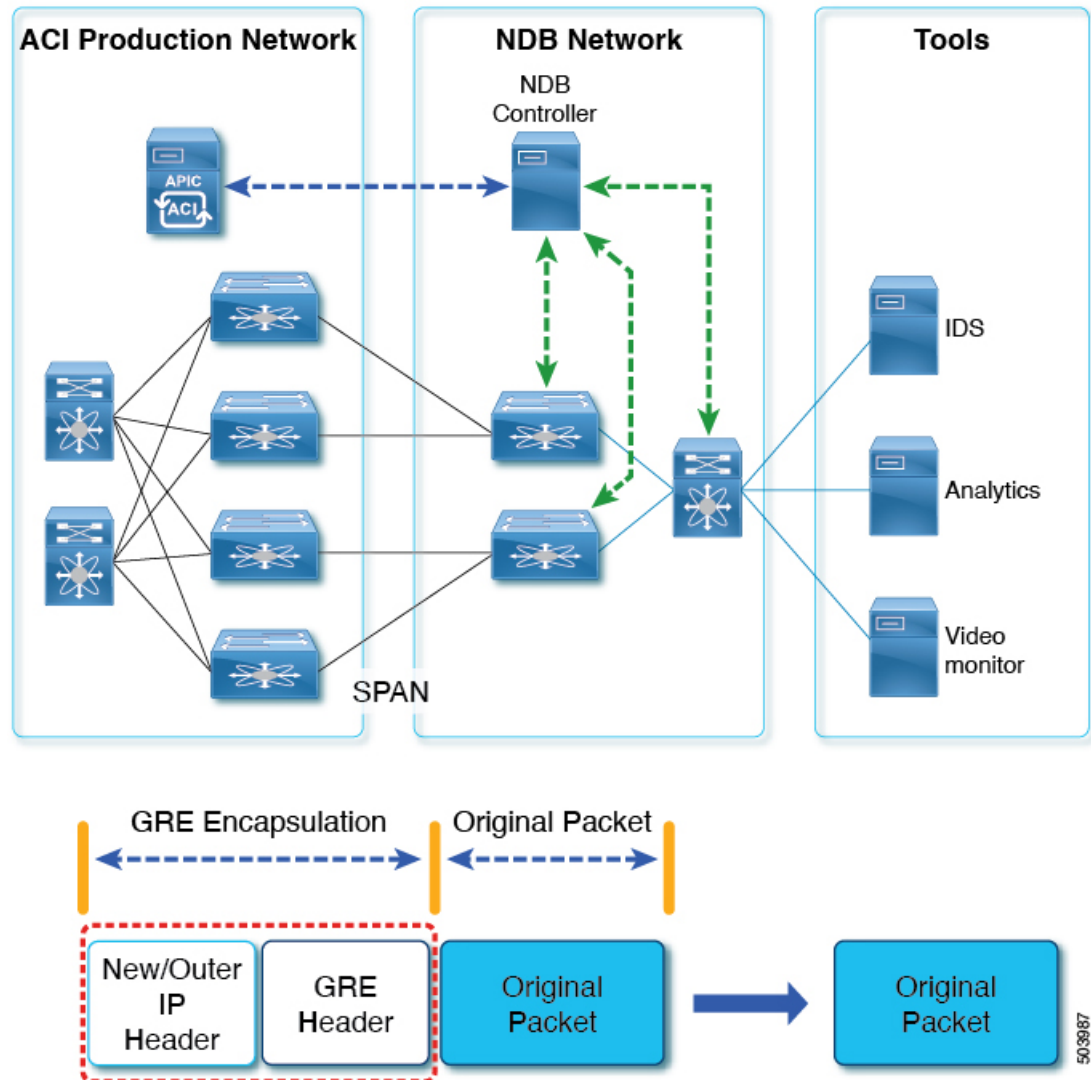 ACI Production Network
NDB Network
Tools
NDB
Controller
APIC
ACI
IDS
Analytics
Video
monitor
SPAN
GRE Encapsulation
Original Packet
New/Outer
IP
Header
GRE
Header
Original
Packet
Original
Packet
503987